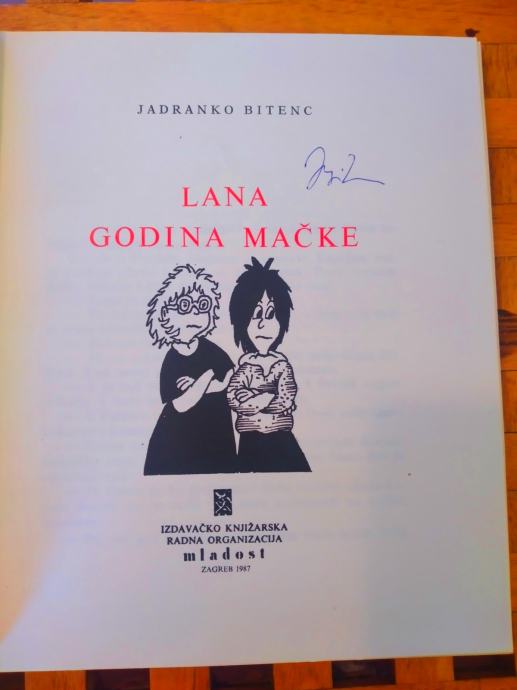 JADRANKO BITENC
LANA
GODINA MAČKE
IZDAVAČKO KNJIŽARSKA
RADNA ORGANIZACIJA
mladost
ZAGREB 1987